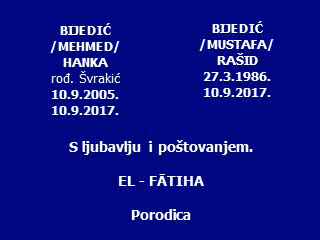 BIJEDIĆ
/MEHMED/
HANKA
rođ. Švrakić
10.9.2005.
10.9.2017.
BIJEDIĆ
/MUSTAFA/
RAŠID
27.3.1986.
10.9.2017.
S ljubavlju i poštovanjem.
EL - FĀTIHA
Porodica